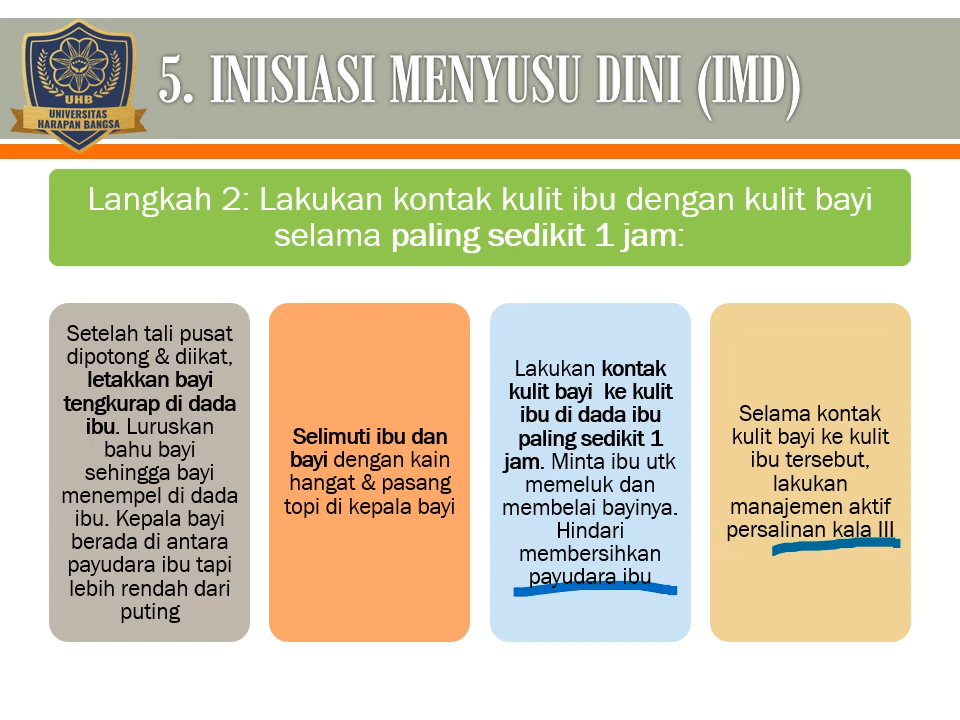 5. INISIASI MENYUSU DINI (IMD)
UHB
UNIVERSITAS
HARAPAN BANGSA
Langkah 2: Lakukan kontak kulit ibu dengan kulit bayi
selama paling sedikit 1 jam:
Setelah tali pusat
dipotong & diikat,
letakkan bayi
tengkurap di dada
ibu. Luruskan
bahu bayi
sehingga bayi
menempel di dada
ibu. Kepala bayi
berada di antara
payudara ibu tapi
lebih rendah dari
puting
Selimuti ibu dan
bayi dengan kain
hangat & pasang
topi di kepala bayi
Lakukan kontak
kulit bayi  ke kulit
ibu di dada ibu
paling sedikit 1
jam. Minta ibu utk
memeluk dan
membelai bayinya.
Hindari
membersihkan
payudara ibu
Selama kontak
kulit bayi ke kulit
ibu tersebut,
lakukan
manajemen aktif
persalinan kala III